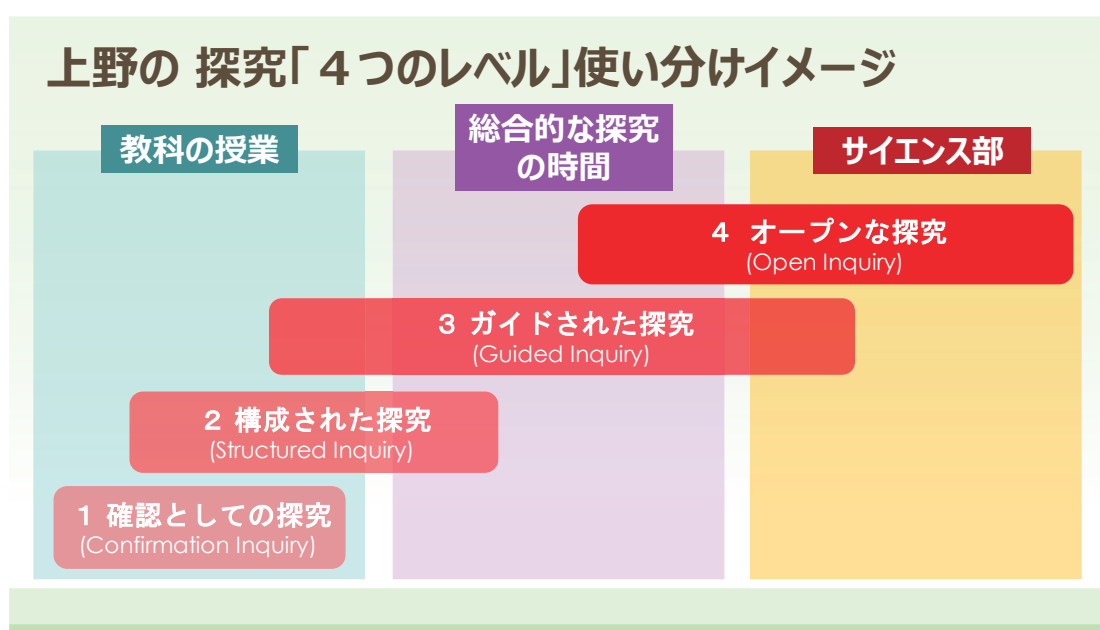 上野の 探究「４つのレベル」使い分けイメージ
教科の授業
総合的な探究
の時間
サイエンス部
４ オープンな探究
(Open Inquiry)
３ ガイドされた探究
(Guided Inquiry)
２ 構成された探究
(Structured Inquiry)
１ 確認としての探究
(Confirmation Inquiry)